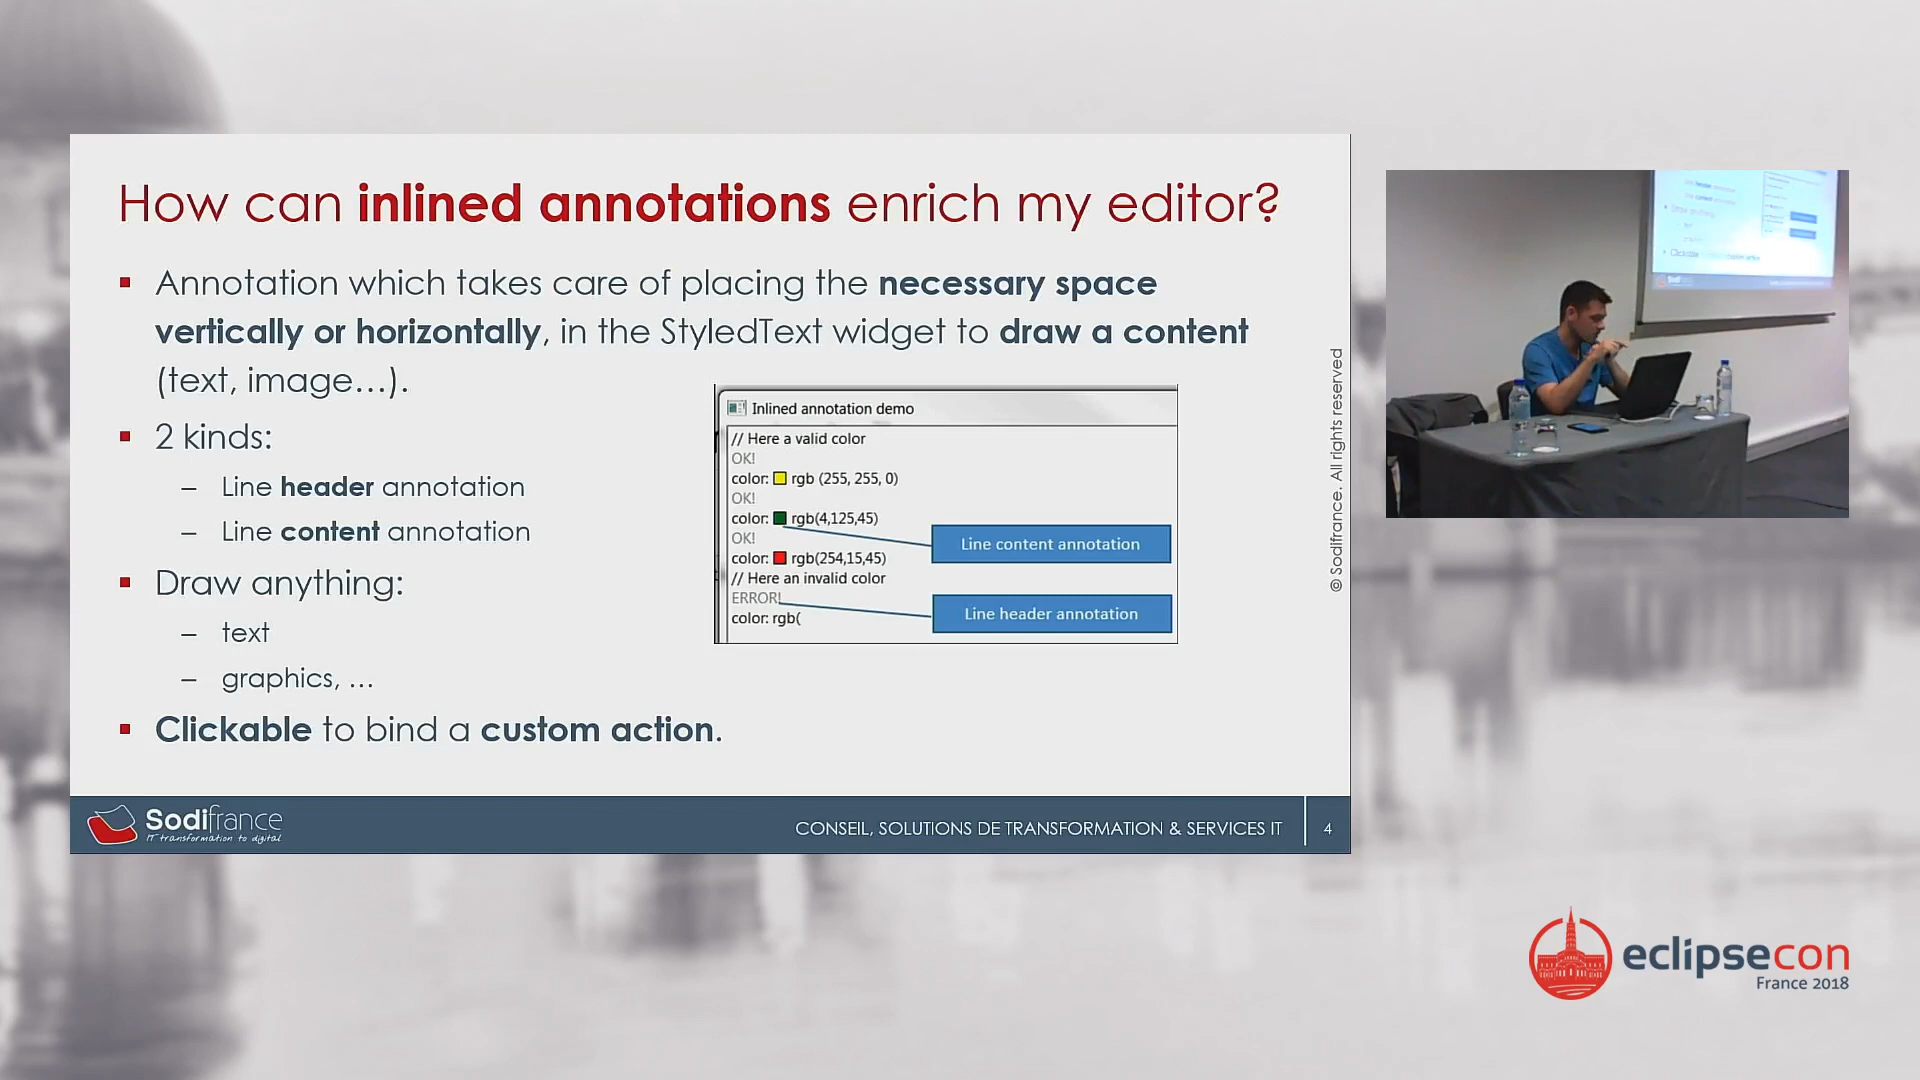 How can inlined annotations enrich my editor?
Annotation which takes care of placing the necessary space
vertically or horizontally, in the StyledText widget to draw a content
(text, image...).
2 kinds:
– Line header annotation
– Line content annotation
Draw anything:
– text
– graphics, ...
Clickable to bind a custom action.
Inlined annotation demo
// Here a valid color
OK!
color: rgb (255, 255, 0)
OK!
color: rgb(4,125,45)
OK!
color: rgb(254,15,45)
// Here an invalid color
ERROR!
color: rgb(
Line content annotation
Line header annotation
© Sodifrance. All rights reserved
Sodifrance
IT transformation to digital
CONSEIL, SOLUTIONS DE TRANSFORMATION & SERVICES IT
4
eclipsecon
France 2018